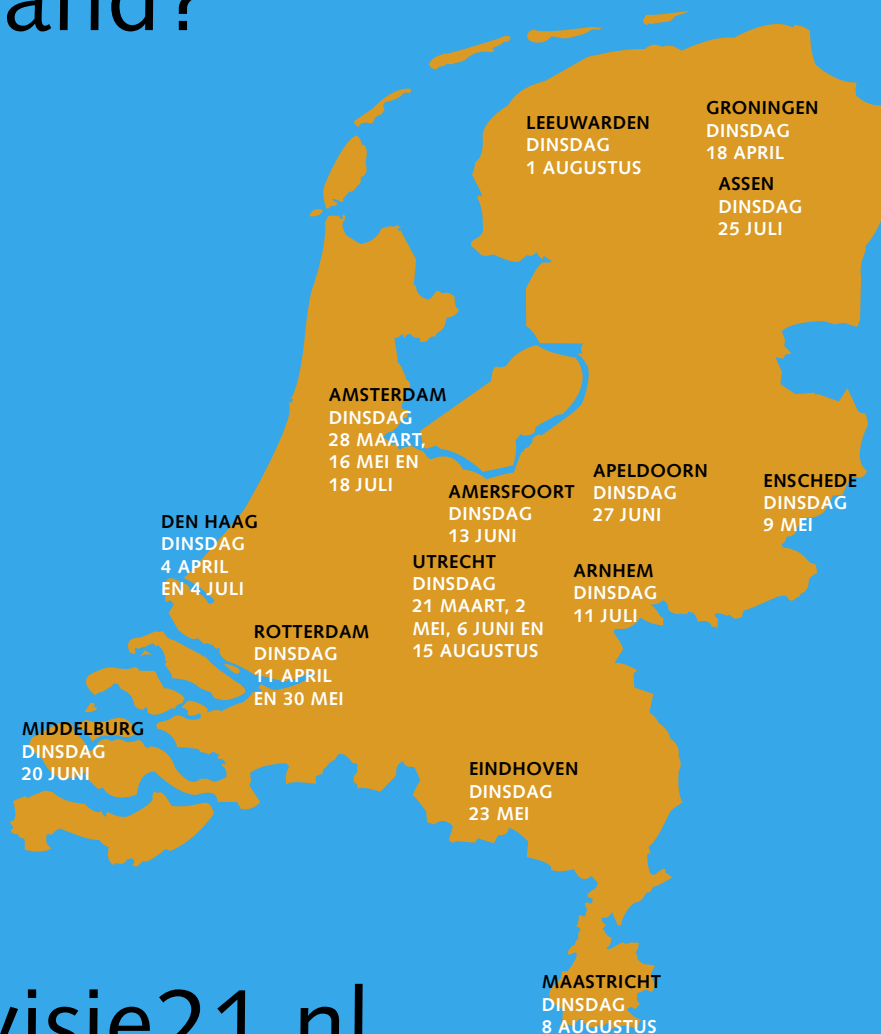 and?
LEEUWARDEN
DINSDAG
1 AUGUSTUS
GRONINGEN
DINSDAG
18 APRIL
ASSEN
DINSDAG
25 JULI
AMSTERDAM
DINSDAG
28 MAART,
16 MEI EN
18 JULI
AMERSFOORT
DINSDAG
13 JUNI
APELDOORN
DINSDAG
27 JUNI
ENSCHEDE
DINSDAG
9 MEI
DEN HAAG
DINSDAG
4 APRIL
EN 4 JULI
UTRECHT
DINSDAG
21 MAART, 2
MEI, 6 JUNI EN
15 AUGUSTUS
ARNHEM
DINSDAG
11 JULI
ROTTERDAM
DINSDAG
11 APRIL
EN 30 MEI
MIDDELBURG
DINSDAG
20 JUNI
EINDHOVEN
DINSDAG
23 MEI
MAASTRICHT
DINSDAG
8 AUGUSTUS
visie21.nl